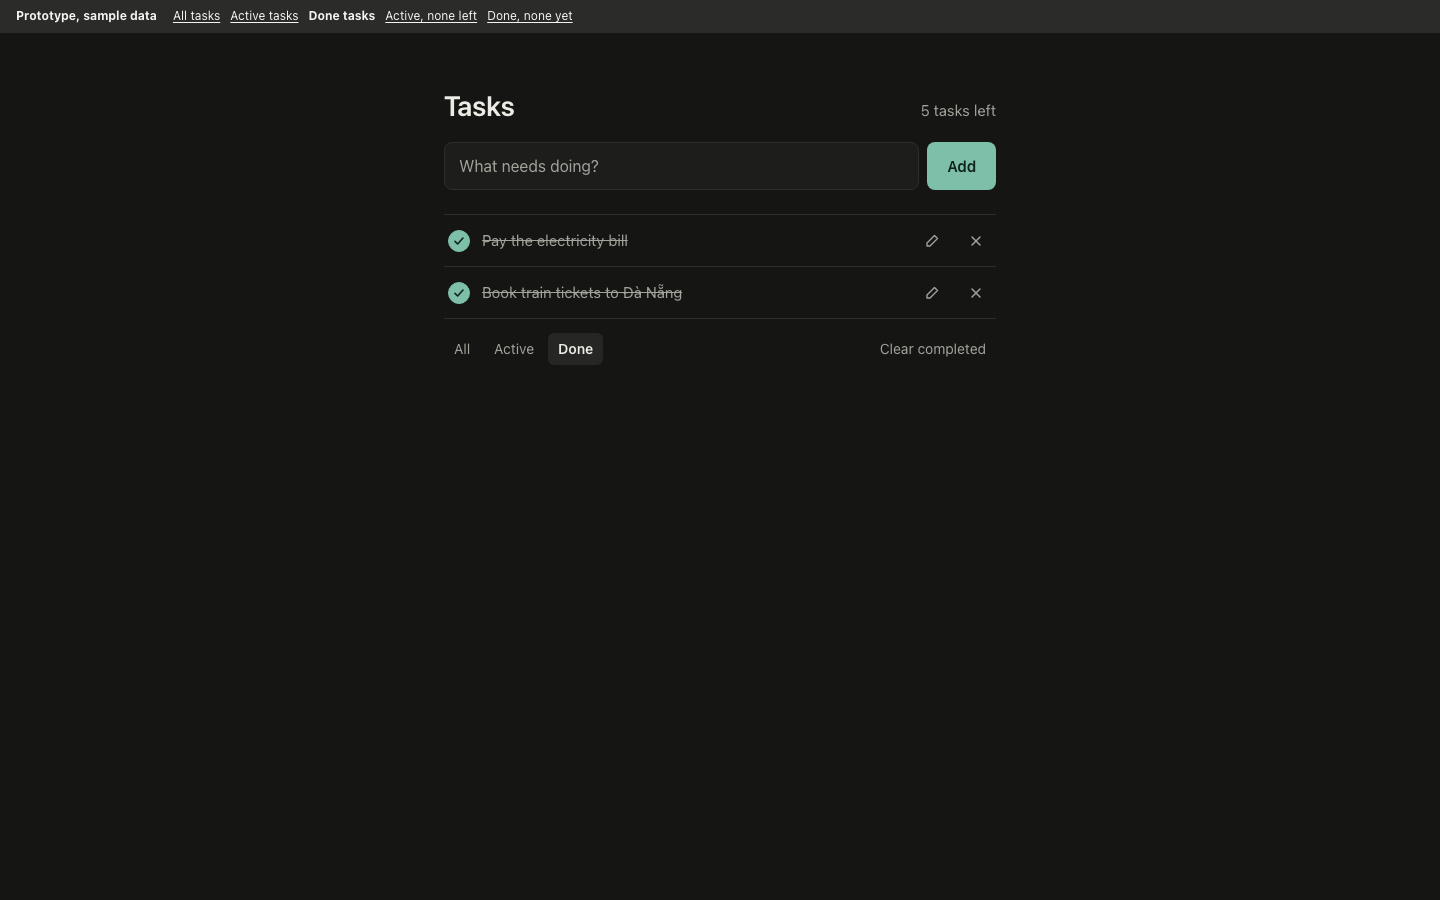 Prototype, sample data All tasks Active tasks Done tasks Active, none left Done, none yet
Tasks 5 tasks left
What needs doing? Add
Pay the electricity bill
Book train tickets to Đà Nẵng
All Active Done Clear completed